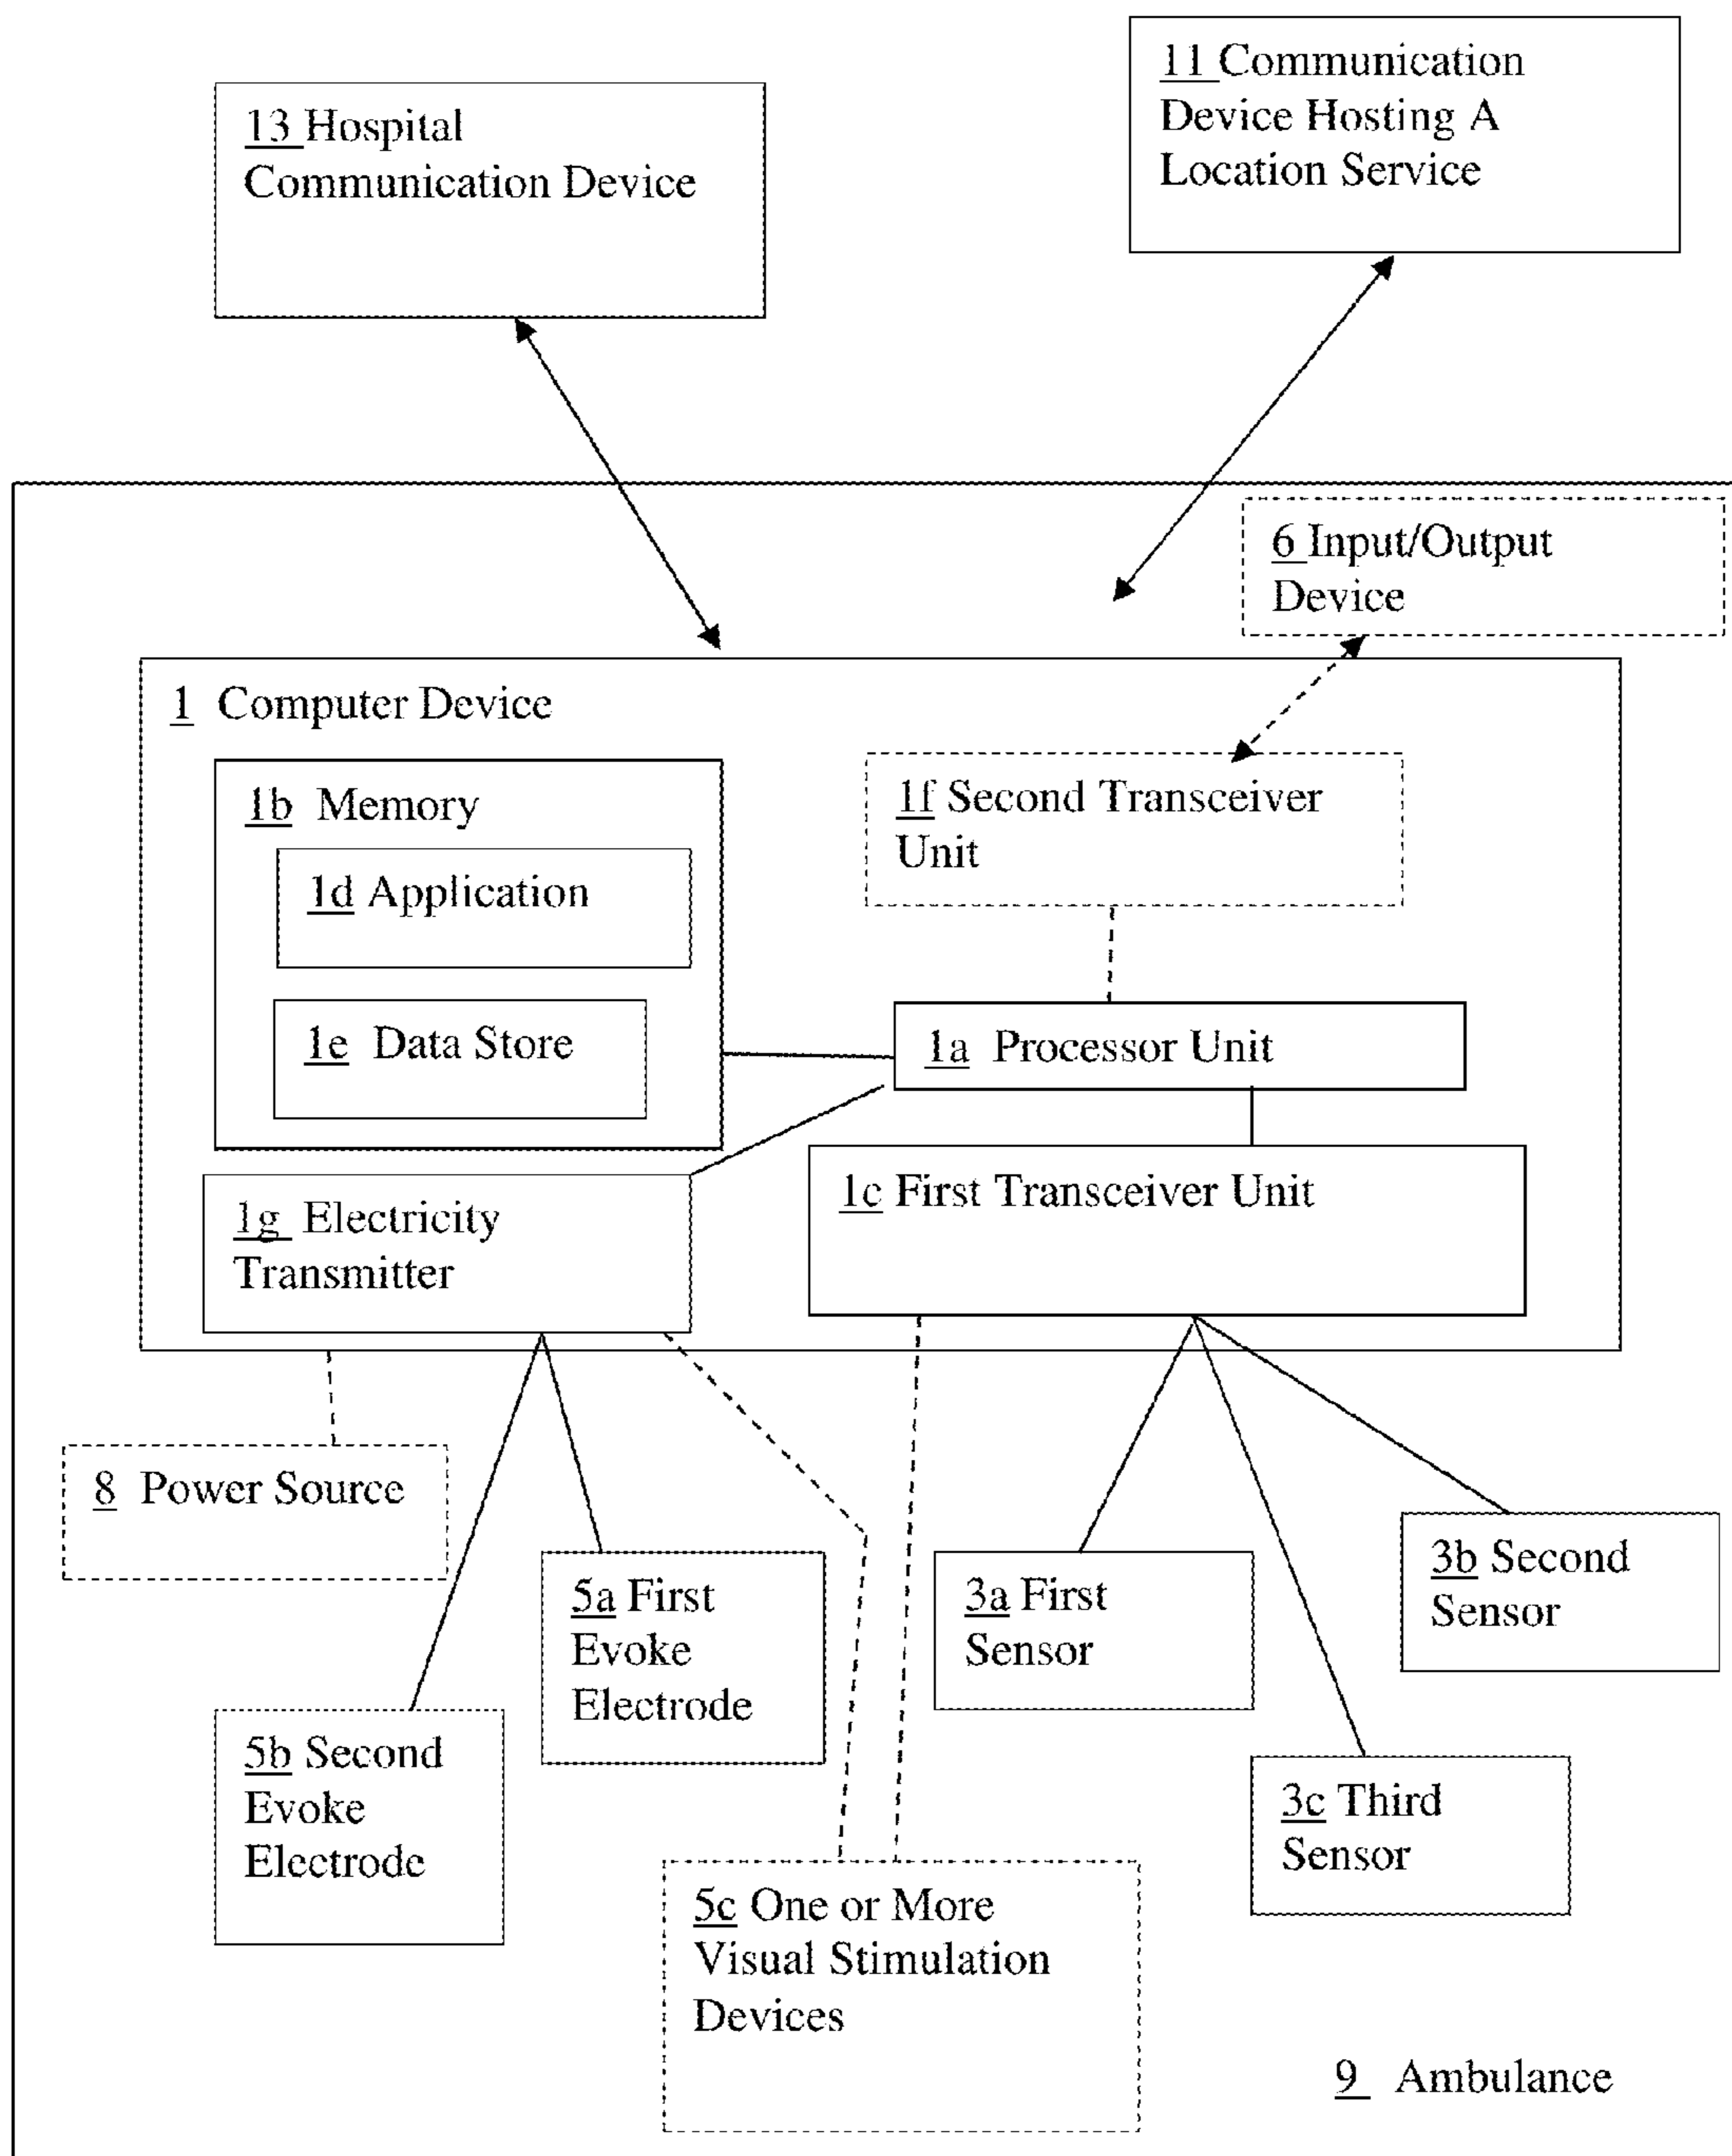 13 Hospital
Communication Device
11 Communication
Device Hosting A
Location Service
6 Input/Output
Device
1 Computer Device
1b Memory
1d Application
1e Data Store
1f Second Transceiver
Unit
1a Processor Unit
1c First Transceiver Unit
1g Electricity
Transmitter
8 Power Source
5a First
Evoke
Electrode
5b Second
Evoke
Electrode
3a First
Sensor
3b Second
Sensor
3c Third
Sensor
5c One or More
Visual Stimulation
Devices
9 Ambulance